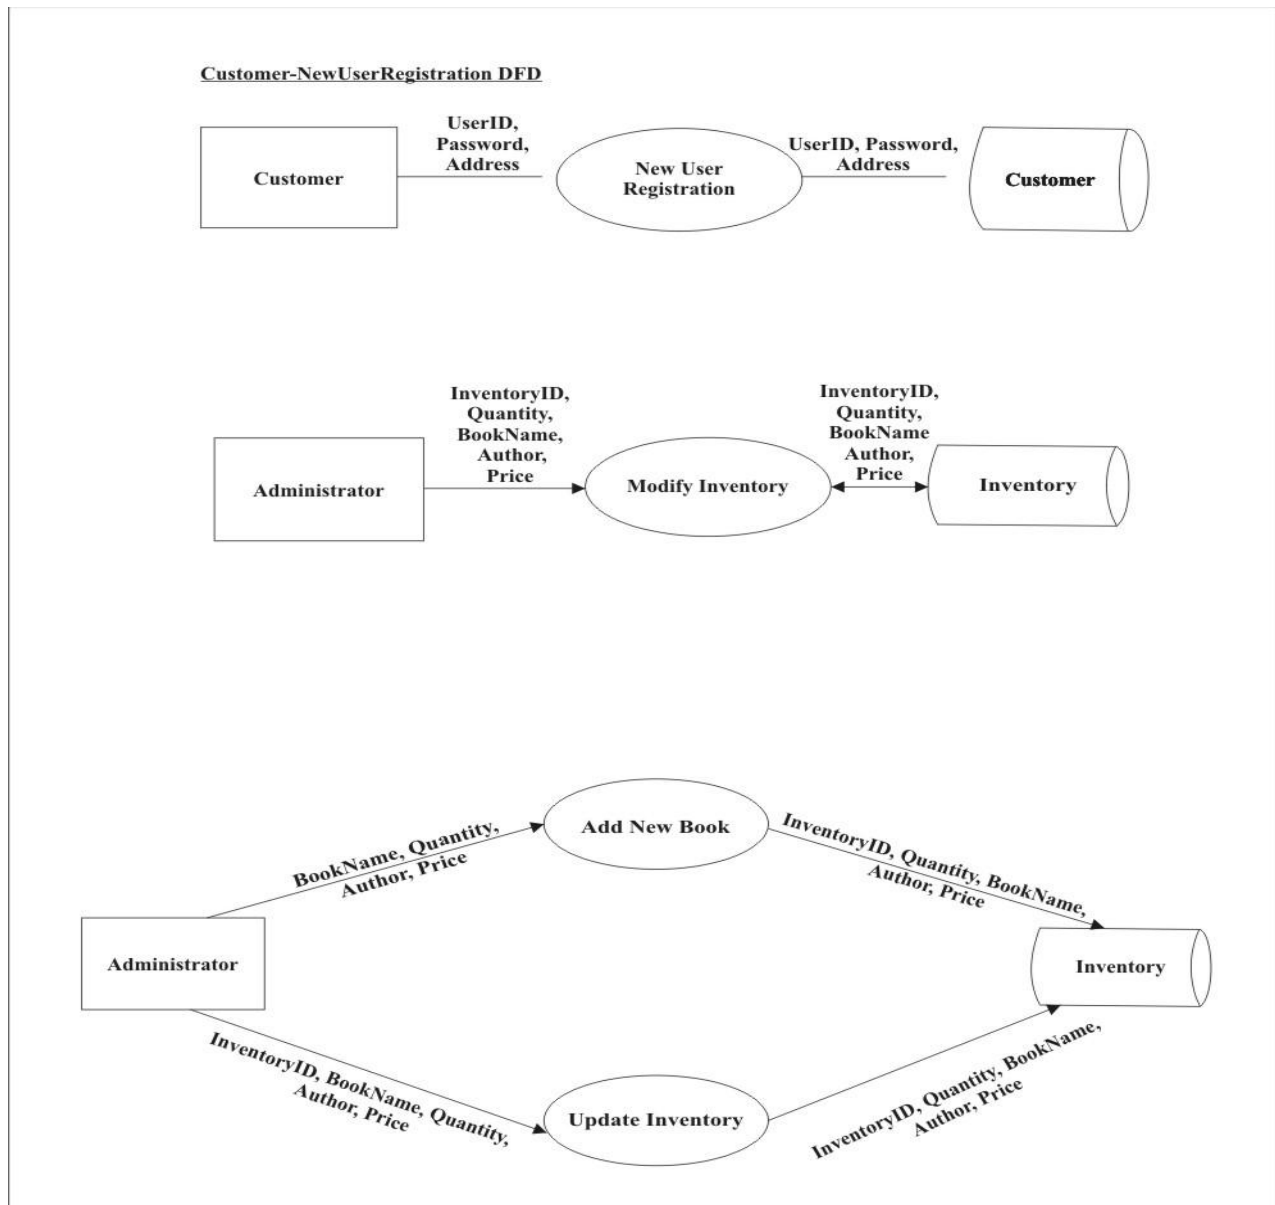 Customer-NewUserRegistration DFD
UserID,
Password,
Address
UserID, Password,
Address
Customer
New User
Registration
Customer
InventoryID,
Quantity,
BookName,
Author,
Price
InventoryID,
Quantity,
BookName
Author,
Price
Administrator
Modify Inventory
Inventory
Add New Book
BookName, Quantity,
Author, Price
InventoryID, Quantity, BookName,
Author, Price
Administrator
Inventory
InventoryID, BookName, Quantity,
Author, Price
Update Inventory
InventoryID, Quantity, BookName,
Author, Price